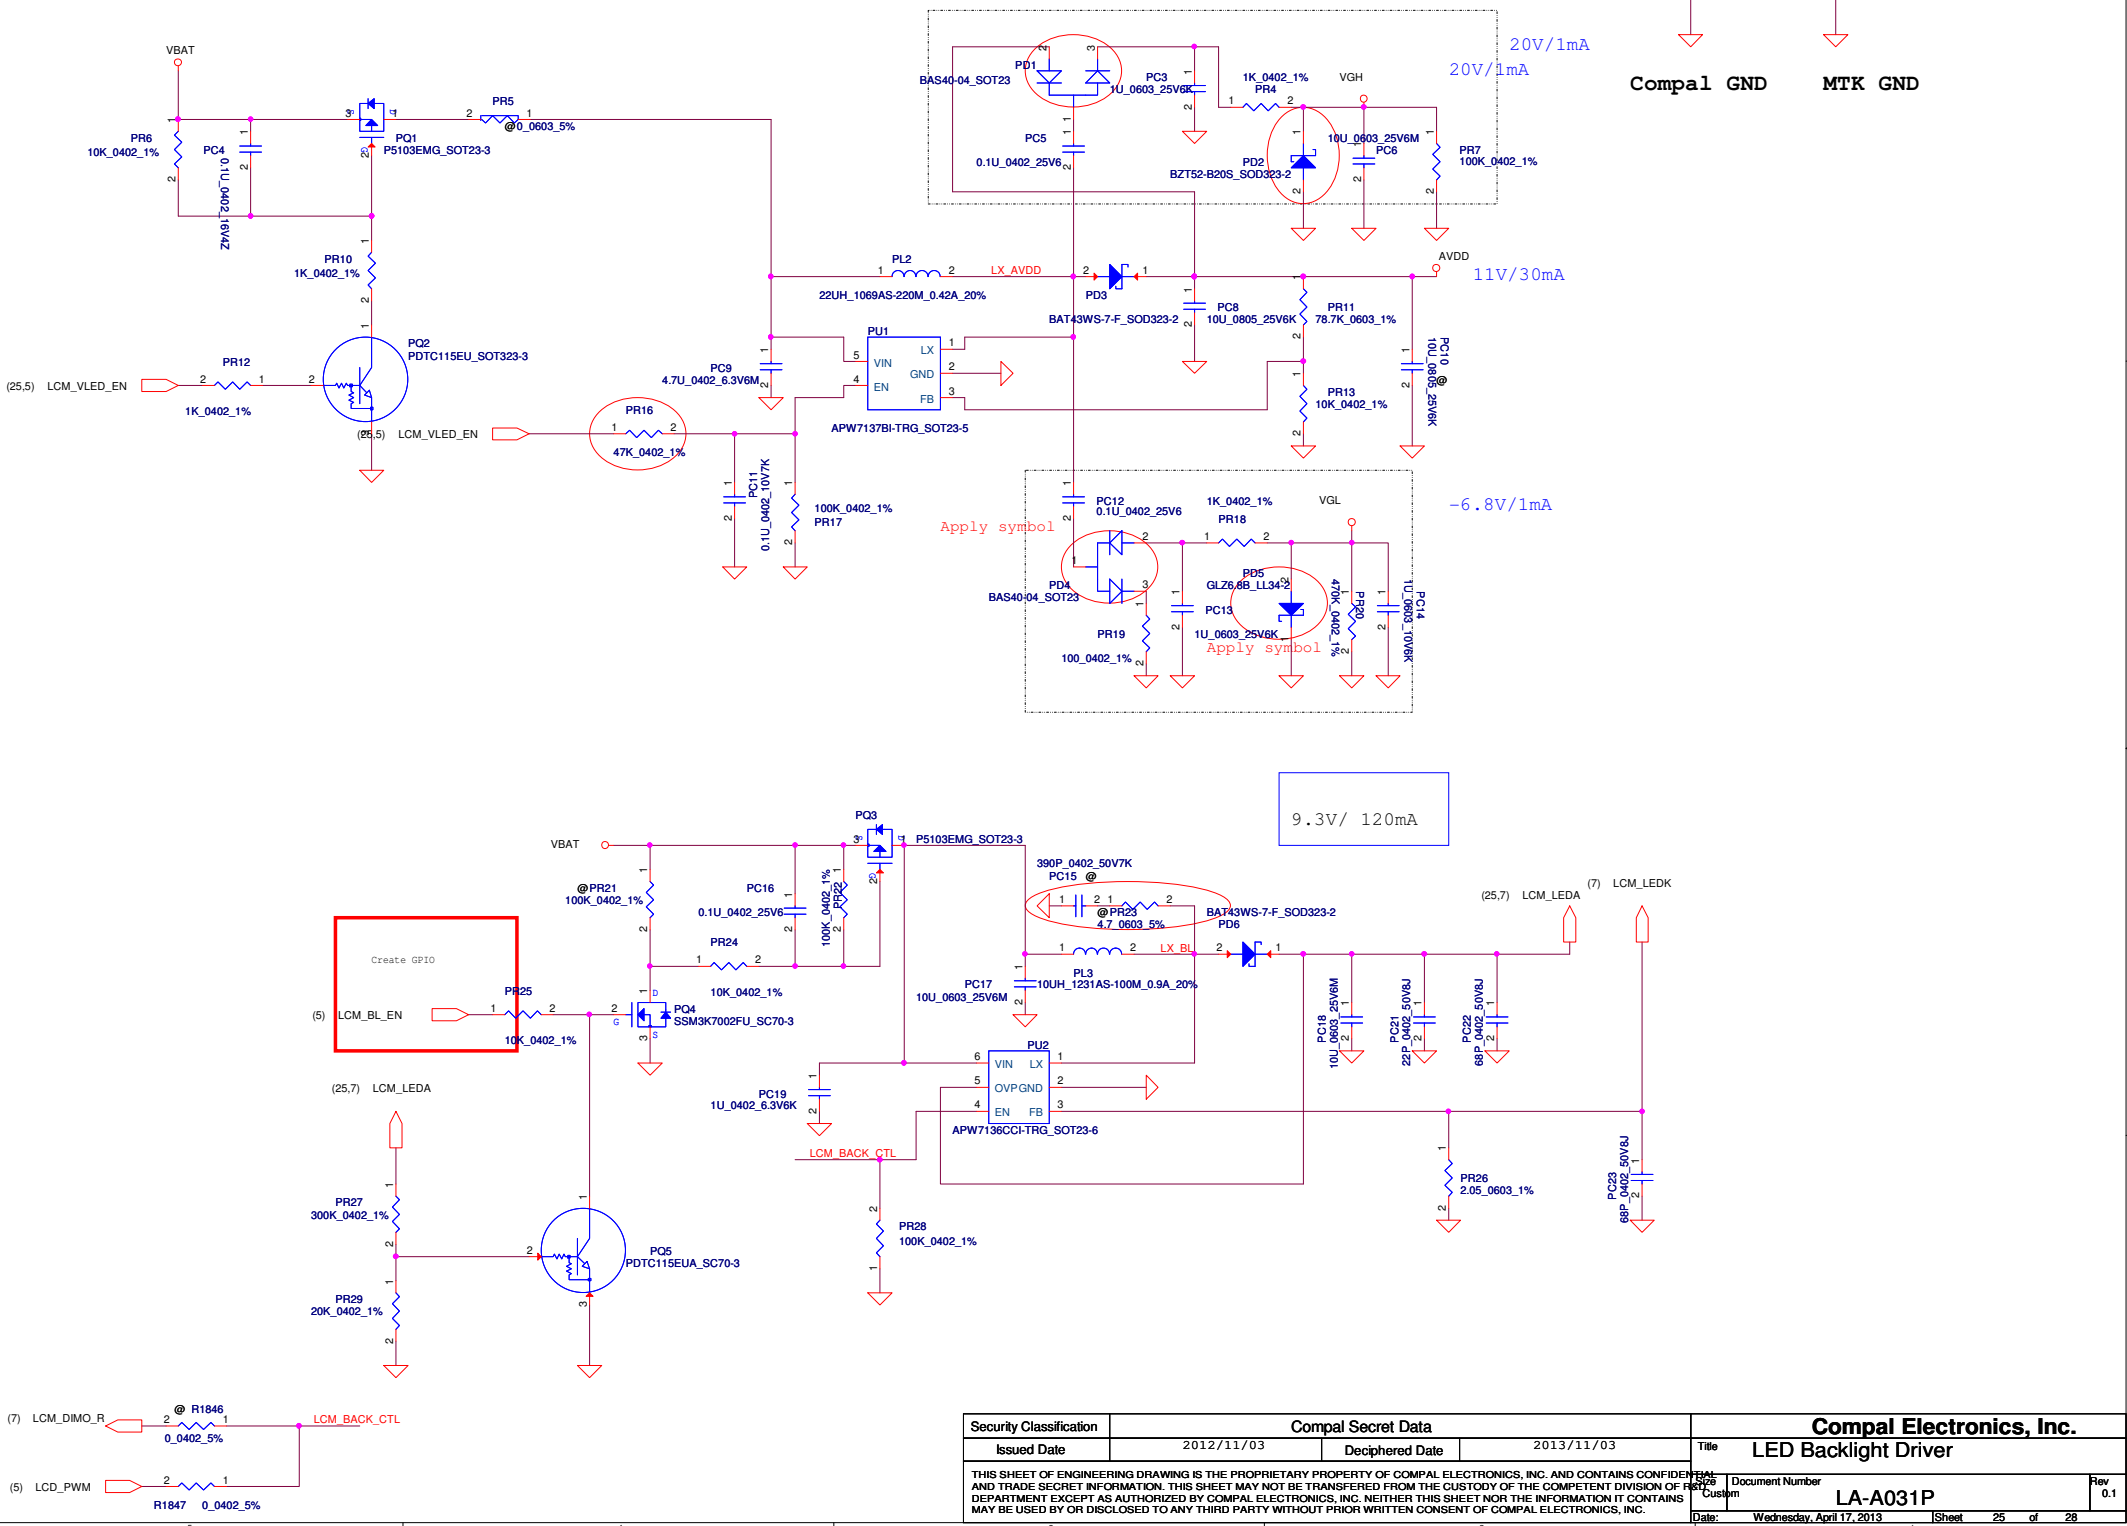 VBAT
PR6
10K_0402_1%
PC4
0.1U_0402_16V4Z
PQ1
P5103EMG_SOT23-3
PR5
@0_0603_5%
PR10
1K_0402_1%
PQ2
PDTC115EU_SOT323-3
PR12
1K_0402_1%
(25,5) LCM_VLED_EN
(25,5) LCM_VLED_EN
PR16
47K_0402_1%
PC11
0.1U_0402_10V7K
100K_0402_1%
PR17
PC9
4.7U_0402_6.3V6M
PU1
VIN
EN
LX
GND
FB
APW7137BI-TRG_SOT23-5
PL2
22UH_1069AS-220M_0.42A_20%
LX_AVDD
PD1
BAS40-04_SOT23
PC3
1U_0603_25V6K
PC5
0.1U_0402_25V6
1K_0402_1%
PR4
VGH
PD2
BZT52-B20S_SOD323-2
10U_0603_25V6M
PC6
PR7
100K_0402_1%
20V/1mA
20V/1mA
Compal GND
MTK GND
PD3
BAT43WS-7-F_SOD323-2
PC8
10U_0805_25V6K
PR11
78.7K_0603_1%
PR13
10K_0402_1%
PC10
10U_0805_25V6K
@
AVDD
11V/30mA
PC12
0.1U_0402_25V6
Apply symbol
PD4
BAS40-04_SOT23
PR19
100_0402_1%
1K_0402_1%
PR18
PC13
1U_0603_25V6K
PD5
GLZ6.8B_LL34-2
Apply symbol
VGL
470K_0402_1%
PR20
PC14
1U_0603_10V6K
-6.8V/1mA
9.3V/ 120mA
VBAT
@PR21
100K_0402_1%
PC16
0.1U_0402_25V6
100K_0402_1%
PR22
PQ3
P5103EMG_SOT23-3
PR24
10K_0402_1%
Create GPIO
(5) LCM_BL_EN
PR25
10K_0402_1%
PQ4
SSM3K7002FU_SC70-3
390P_0402_50V7K
PC15 @
@PR23
4.7_0603_5%
PC17
10U_0603_25V6M
PL3
10UH_1231AS-100M_0.9A_20%
LX_BL
BAT43WS-7-F_SOD323-2
PD6
PC18
10U_0603_25V6M
PC21
22P_0402_50V8J
PC22
68P_0402_50V8J
(25,7) LCM_LEDA
(7) LCM_LEDK
PU2
VIN
OVP
EN
LX
GND
FB
APW7136CCI-TRG_SOT23-6
PC19
1U_0402_6.3V6K
LCM_BACK_CTL
PR28
100K_0402_1%
PR26
2.05_0603_1%
PC23
68P_0402_50V8J
(25,7) LCM_LEDA
PR27
300K_0402_1%
PR29
20K_0402_1%
PQ5
PDTC115EUA_SC70-3
(7) LCM_DIMO_R
@ R1846
0_0402_5%
LCM_BACK_CTL
(5) LCD_PWM
R1847 0_0402_5%
Security Classification
Compal Secret Data
Issued Date
2012/11/03
Deciphered Date
2013/11/03
THIS SHEET OF ENGINEERING DRAWING IS THE PROPRIETARY PROPERTY OF COMPAL ELECTRONICS, INC. AND CONTAINS CONFIDENTIAL
AND TRADE SECRET INFORMATION. THIS SHEET MAY NOT BE TRANSFERED FROM THE CUSTODY OF THE COMPETENT DIVISION OF R&D
DEPARTMENT EXCEPT AS AUTHORIZED BY COMPAL ELECTRONICS, INC. NEITHER THIS SHEET NOR THE INFORMATION IT CONTAINS
MAY BE USED BY OR DISCLOSED TO ANY THIRD PARTY WITHOUT PRIOR WRITTEN CONSENT OF COMPAL ELECTRONICS, INC.
Compal Electronics, Inc.
Title
LED Backlight Driver
Size
Custom
Document Number
LA-A031P
Rev
0.1
Date: Wednesday, April 17, 2013
Sheet 25 of 28